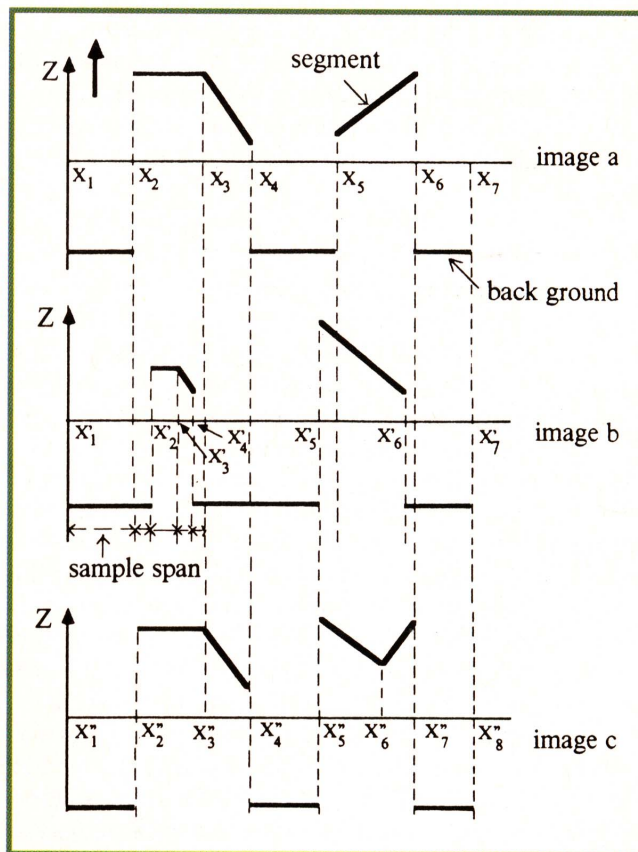 segment
Z
image a
X₁ X₂ X₃ X₄ X₅ X₆ X₇
back ground
Z
X'₁ X'₂ X'₃ X'₄ X'₅ X'₆ X'₇
image b
sample span
Z
X"₁ X"₂ X"₃ X"₄ X"₅ X"₆ X"₇ X"₈
image c